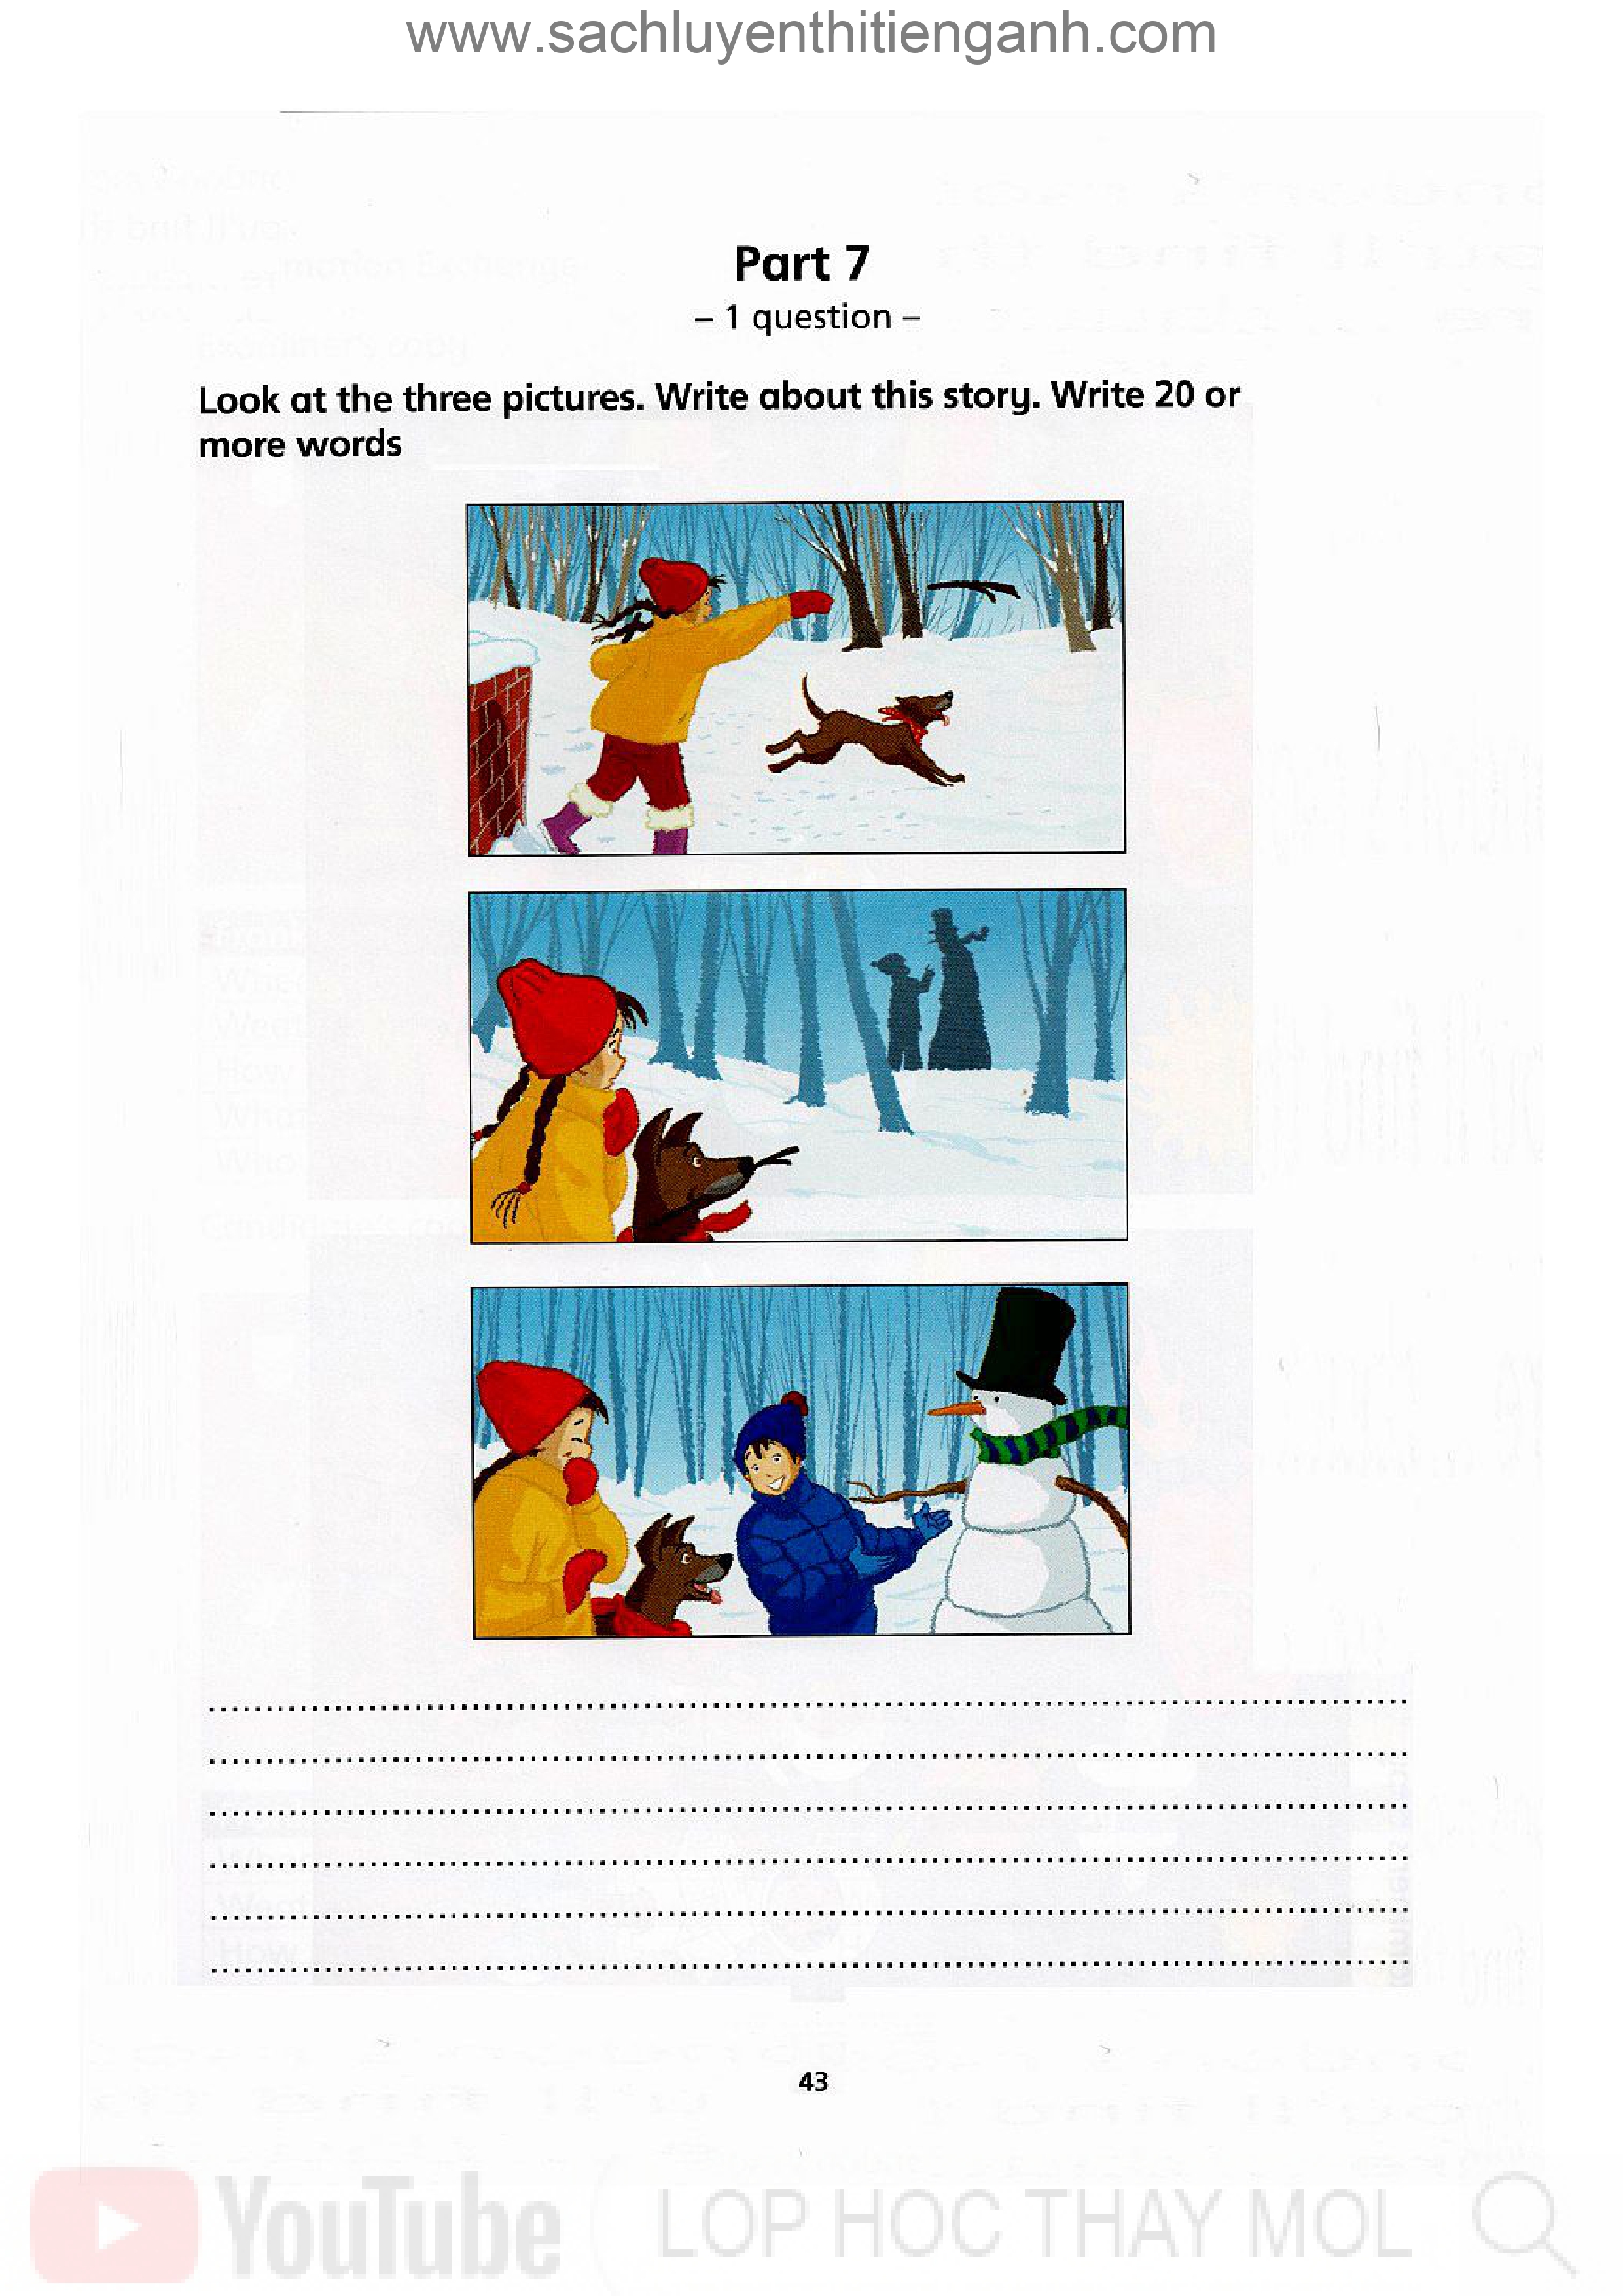 www.sachluyenthitienganh.com
Part 7
– 1 question –
Look at the three pictures. Write about this story. Write 20 or
more words
43
YouTube LOP HOC THAY MOL